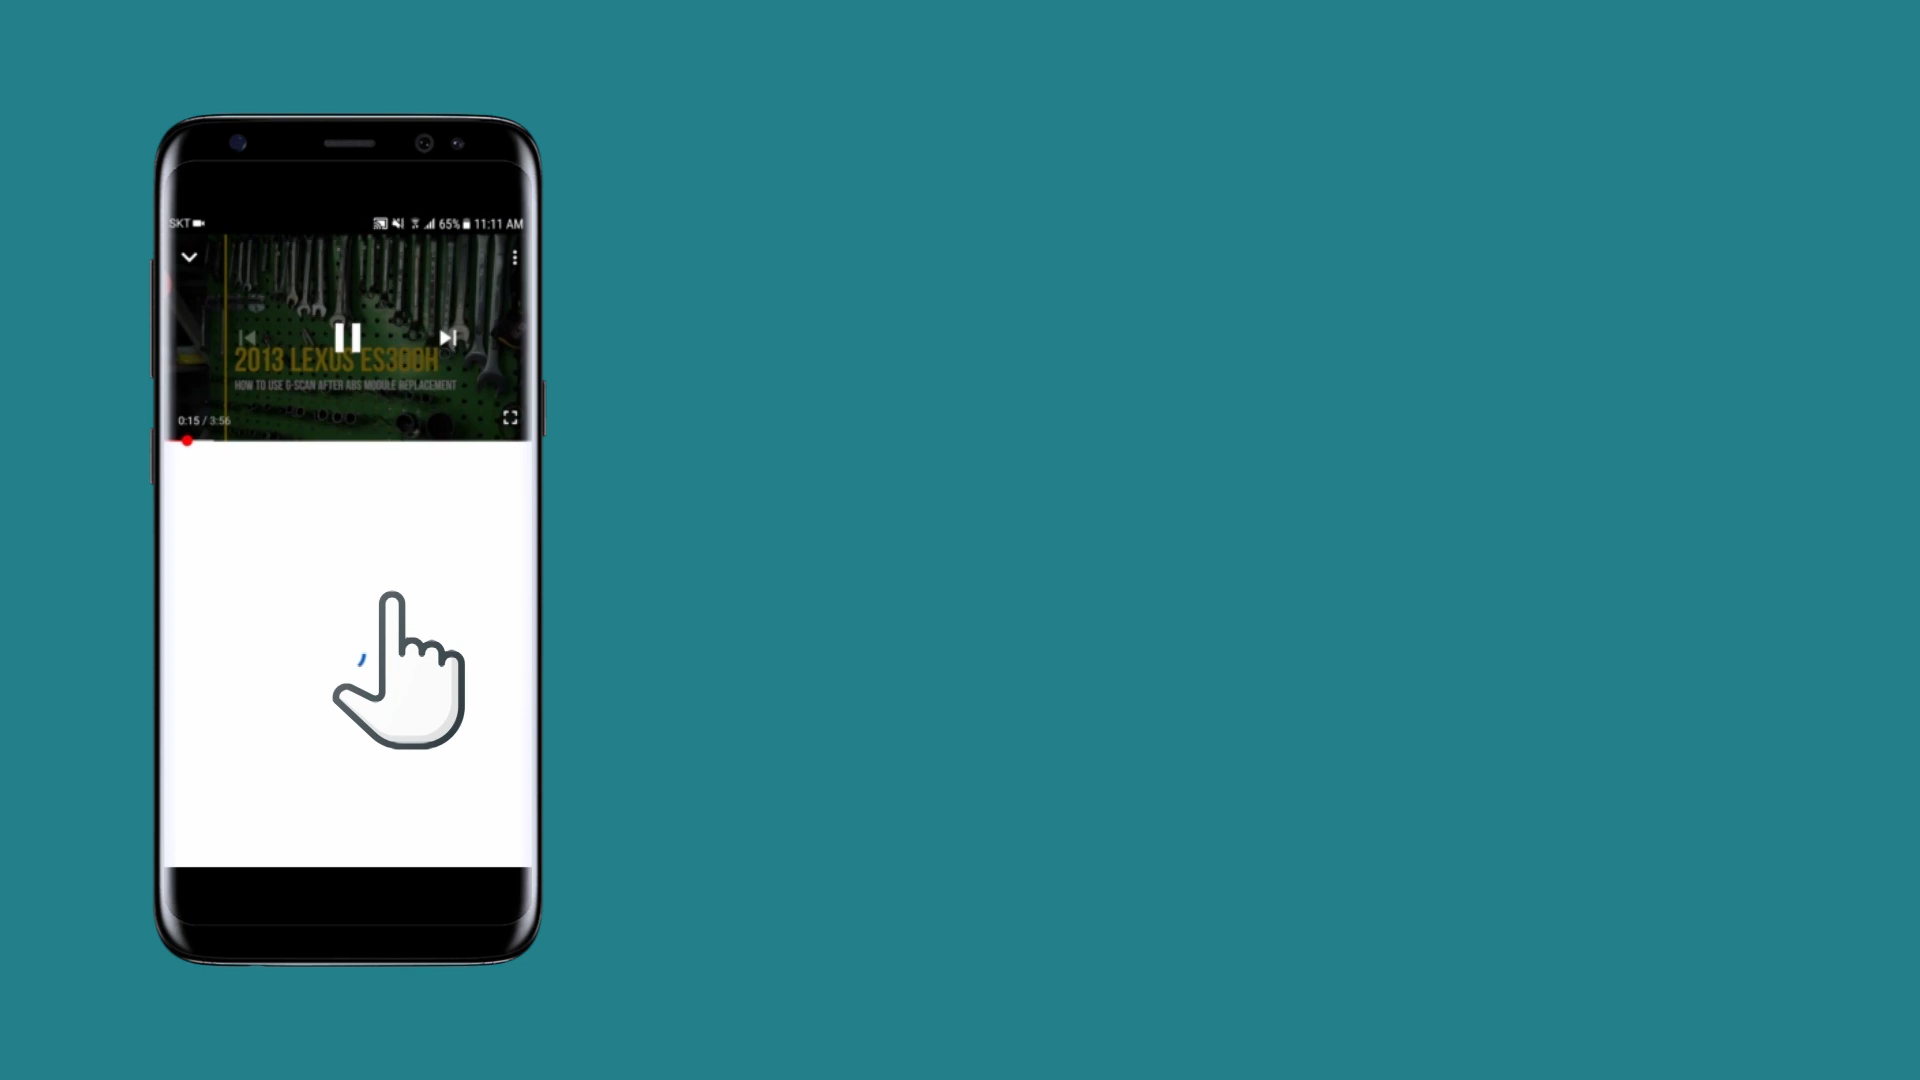 SKT 65% 11:11 AM
2013 LEXUS ES300H
HOW TO USE G-SCAN AFTER ABS MODULE REPLACEMENT
0:15 / 3:56